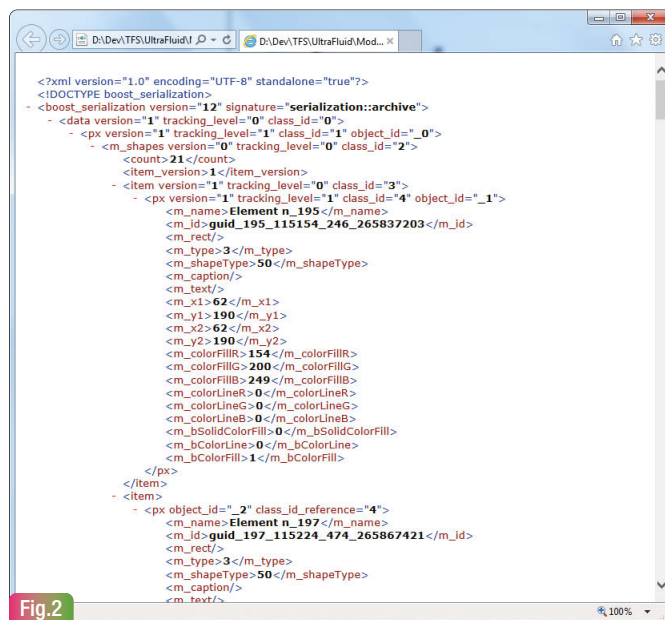 D:\Dev\TFS\UltraFluid\
D:\Dev\TFS\UltraFluid\Mod...
<?xml version="1.0" encoding="UTF-8" standalone="true"?>
<!DOCTYPE boost_serialization>
- <boost_serialization version="12" signature="serialization::archive">
- <data version="1" tracking_level="0" class_id="0">
- <px version="1" tracking_level="1" class_id="1" object_id="_0">
- <m_shapes version="0" tracking_level="0" class_id="2">
<count>21</count>
<item_version>1</item_version>
- <item version="1" tracking_level="0" class_id="3">
- <px version="1" tracking_level="1" class_id="4" object_id="_1">
<m_name>Element n_195</m_name>
<m_id>guid_195_115154_246_265837203</m_id>
<m_rect/>
<m_type>3</m_type>
<m_shapeType>50</m_shapeType>
<m_caption/>
<m_text/>
<m_x1>62</m_x1>
<m_y1>190</m_y1>
<m_x2>62</m_x2>
<m_y2>190</m_y2>
<m_colorFillR>154</m_colorFillR>
<m_colorFillG>200</m_colorFillG>
<m_colorFillB>249</m_colorFillB>
<m_colorLineR>0</m_colorLineR>
<m_colorLineG>0</m_colorLineG>
<m_colorLineB>0</m_colorLineB>
<m_bSolidColorFill>0</m_bSolidColorFill>
<m_bColorLine>0</m_bColorLine>
<m_bColorFill>1</m_bColorFill>
</px>
</item>
- <item>
- <px object_id="_2" class_id_reference="4">
<m_name>Element n_197</m_name>
<m_id>guid_197_115224_474_265867421</m_id>
<m_rect/>
<m_type>3</m_type>
<m_shapeType>50</m_shapeType>
<m_caption/>
<m_text/>
Fig.2
100%